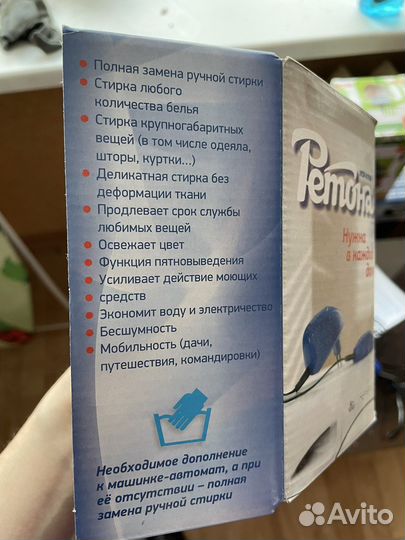 • Полная замена ручной стирки
• Стирка любого
количества белья
• Стирка крупногабаритных
вещей (в том числе одеяла,
шторы, куртки...)
• Деликатная стирка без
деформации ткани
• Продлевает срок службы
любимых вещей
• Освежает цвет
• Функция пятновыведения
• Усиливает действие моющих
• средств
• Экономит воду и электричество
• Бесшумность
• Мобильность (дачи,
путешествия, командировки)
Необходимое дополнение
к машинке-автомат, а при
её отсутствии – полная
замена ручной стирки
Ретона
Нужна
в каждом
Avito